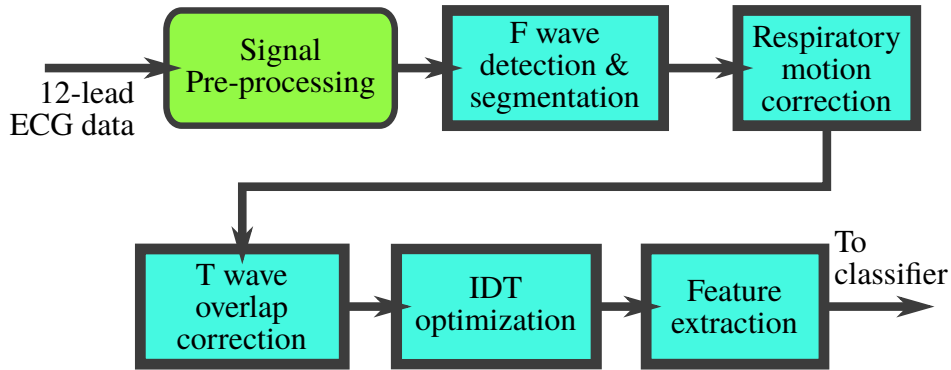 12-lead
ECG data
Signal
Pre-processing
F wave
detection &
segmentation
Respiratory
motion
correction
T wave
overlap
correction
IDT
optimization
Feature
extraction
To
classifier